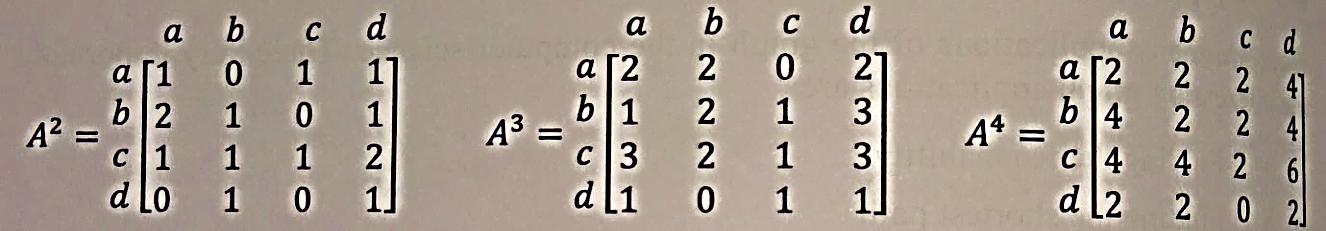 a b c d a b c d a b c d
a [1 0 1 1] a [2 2 0 2] a [2 2 2 4]
b [2 1 0 1] b [1 2 1 3] b [4 2 2 4]
A² = A³ = A⁴ =
c [1 1 1 2] c [3 2 1 3] c [4 4 2 6]
d [0 1 0 1] d [1 0 1 1] d [2 2 0 2]